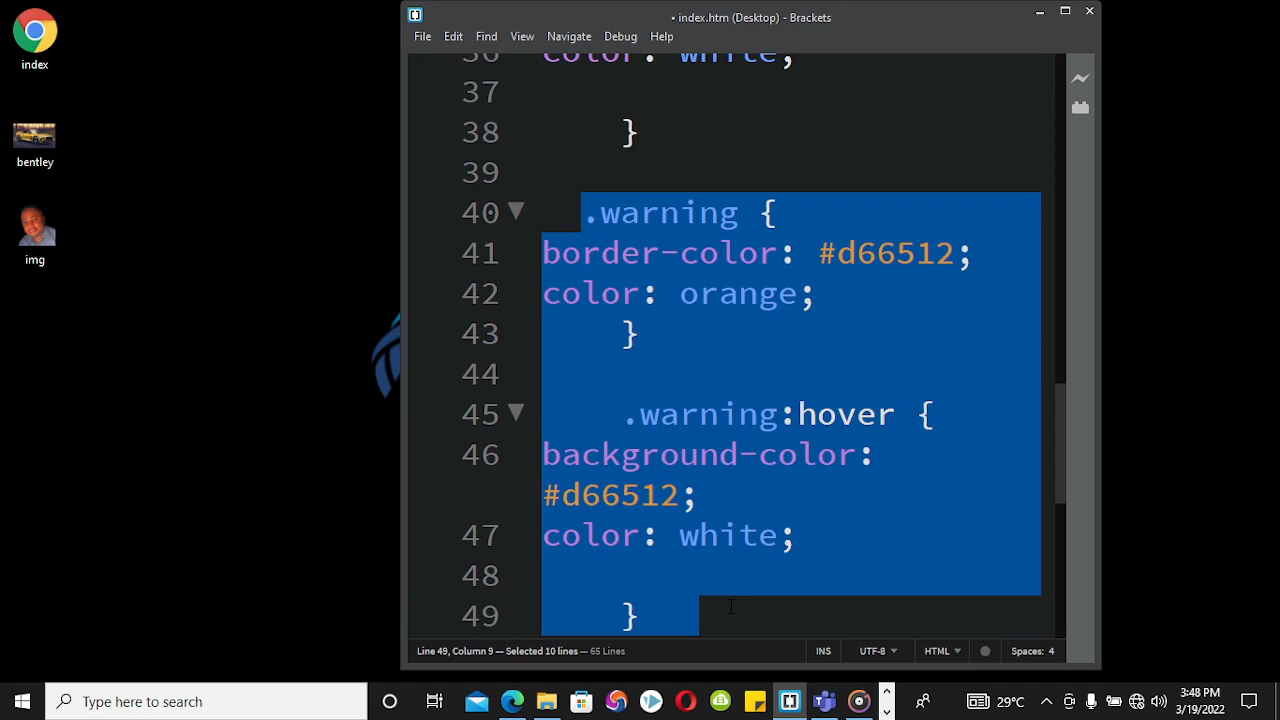 index
bentley
img
• index.htm (Desktop) - Brackets
File Edit Find View Navigate Debug Help
36 color: white;
37
38 }
39
40 .warning {
41 border-color: #d66512;
42 color: orange;
43 }
44
45 .warning:hover {
46 background-color:
#d66512;
47 color: white;
48
49 }
Line 49, Column 9 — Selected 10 lines — 65 Lines
INS UTF-8 HTML Spaces: 4
Type here to search
29°C
3:48 PM
3/19/2022